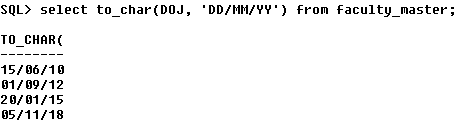 SQL> select to_char(DOJ, 'DD/MM/YY') from faculty_master;
TO_CHAR(
--------
15/06/10
01/09/12
20/01/15
05/11/18